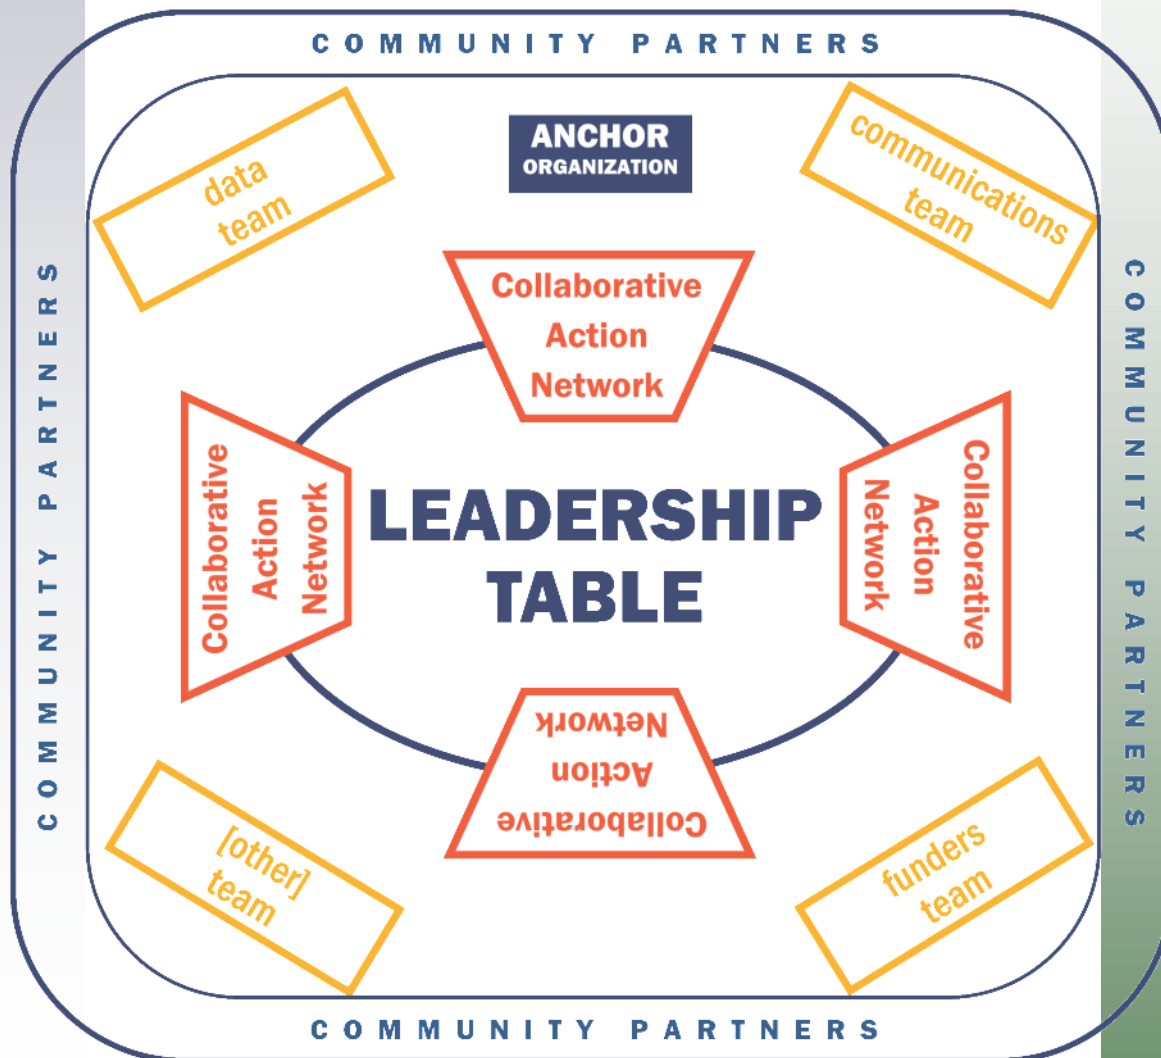 COMMUNITY PARTNERS
ANCHOR
ORGANIZATION
data
team
communications
team
COMMUNITY PARTNERS
COMMUNITY PARTNERS
Collaborative
Action
Network
Collaborative
Action
Network
LEADERSHIP
TABLE
Collaborative
Action
Network
Collaborative
Action
Network
[other]
team
funders
team
COMMUNITY PARTNERS